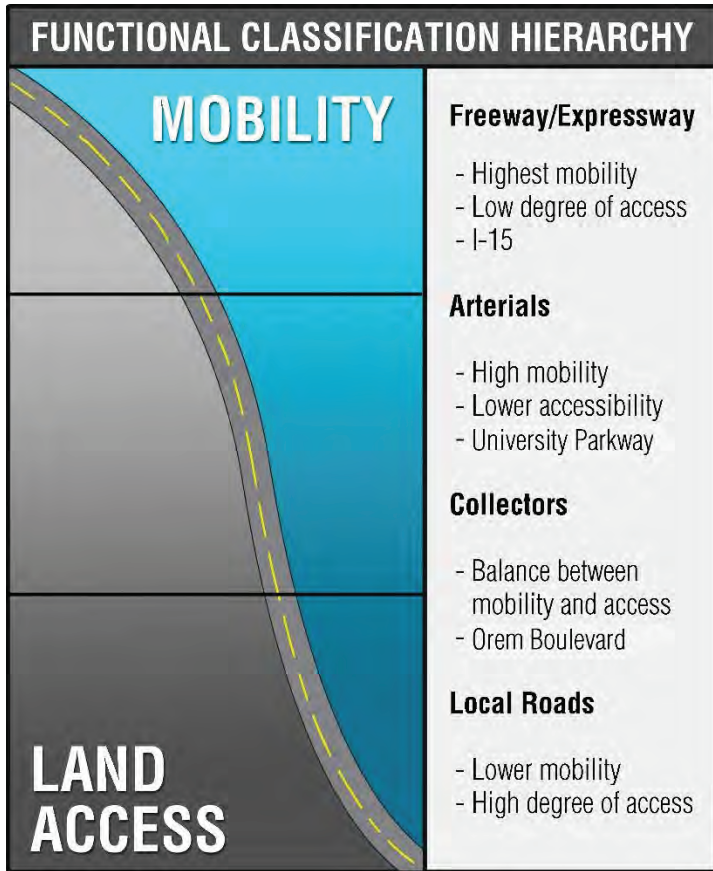 FUNCTIONAL CLASSIFICATION HIERARCHY
MOBILITY
LAND
ACCESS
Freeway/Expressway
- Highest mobility
- Low degree of access
- I-15
Arterials
- High mobility
- Lower accessibility
- University Parkway
Collectors
- Balance between
mobility and access
- Orem Boulevard
Local Roads
- Lower mobility
- High degree of access